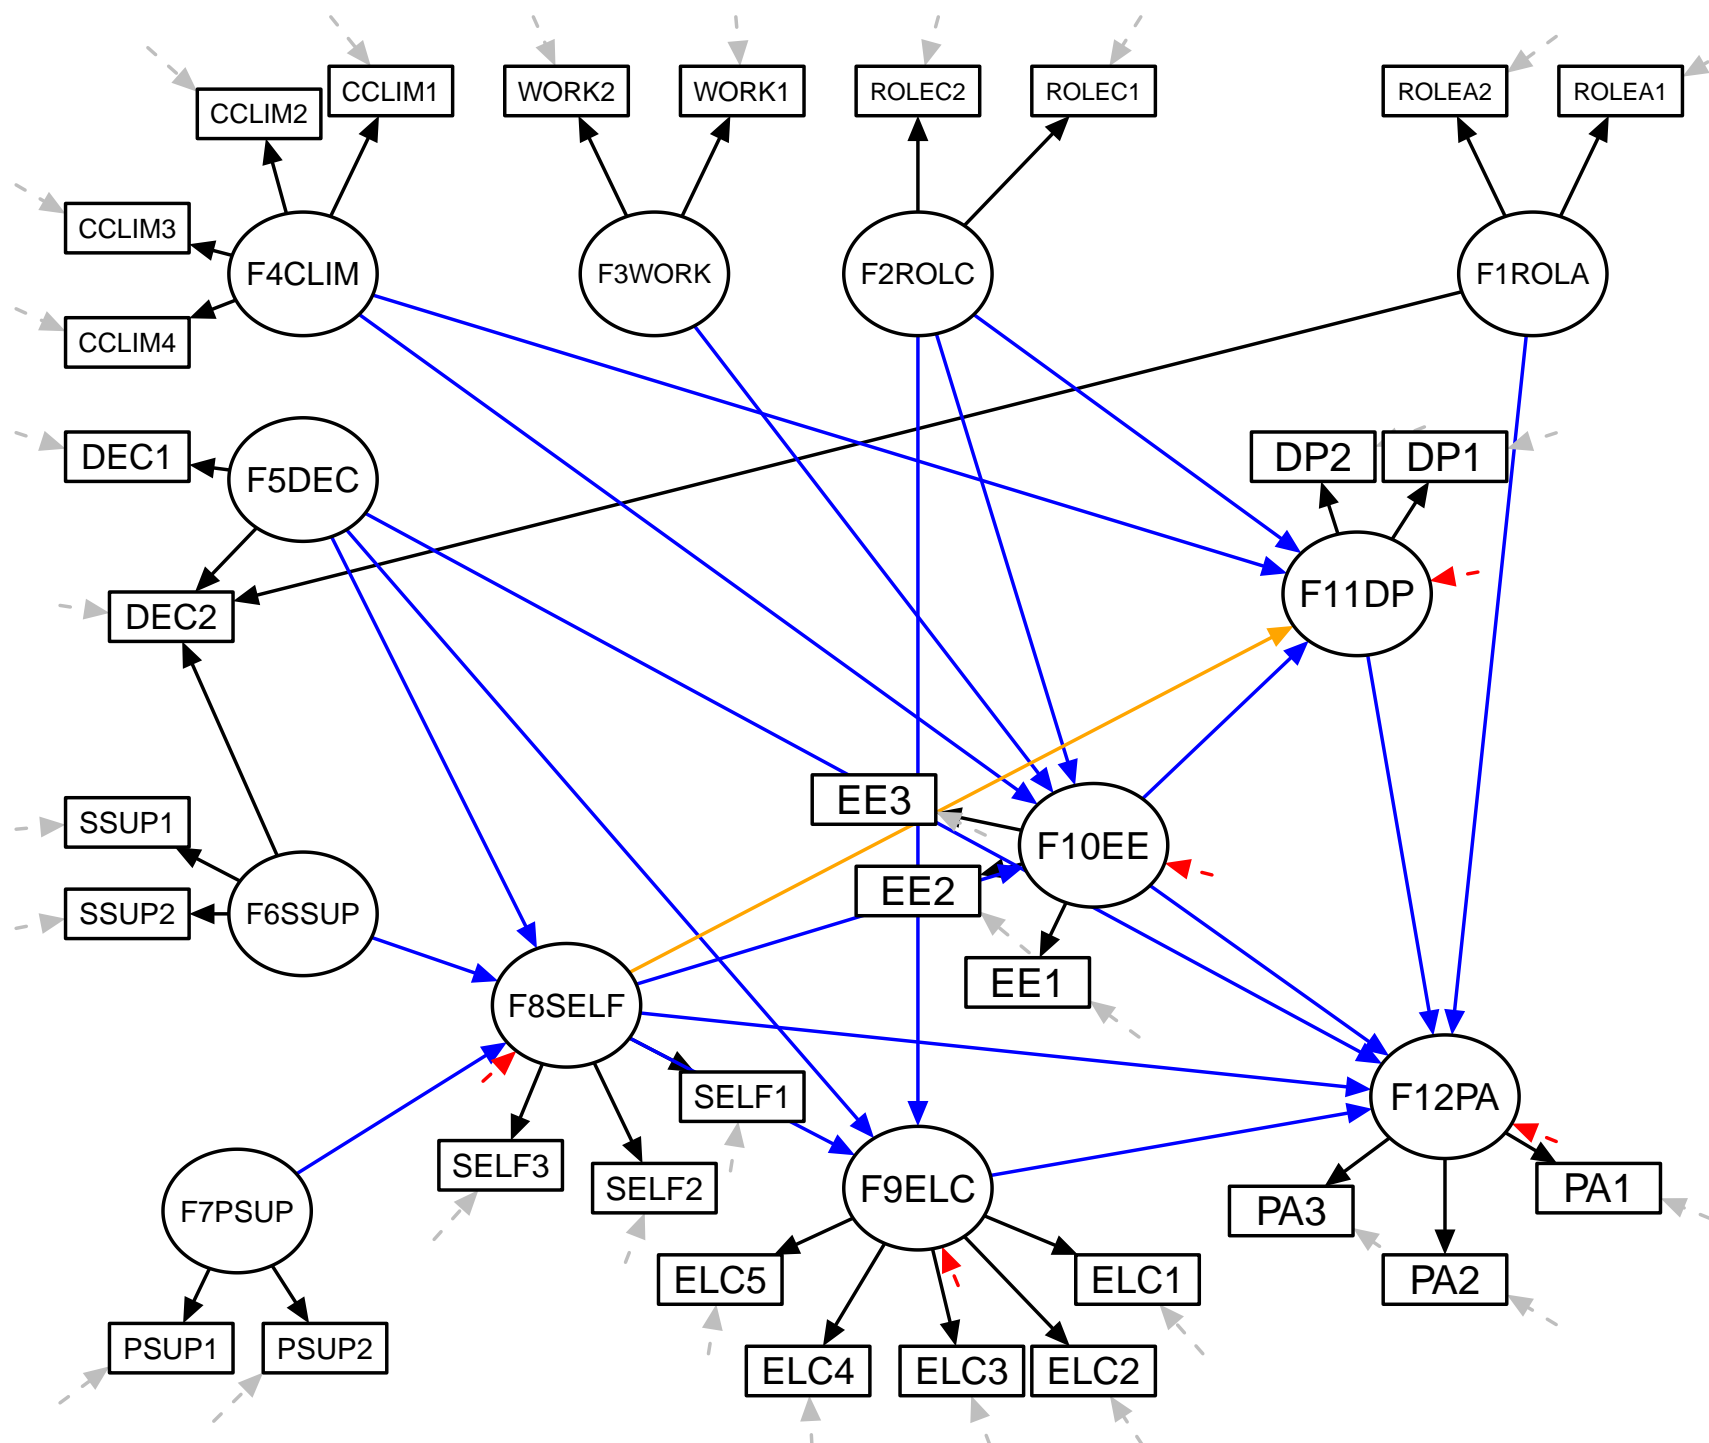 CCLIM1
WORK2
WORK1
ROLEC2
ROLEC1
ROLEA2
ROLEA1
CCLIM2
CCLIM3
F4CLIM
F3WORK
F2ROLC
F1ROLA
CCLIM4
DEC1
F5DEC
DP2
DP1
F11DP
DEC2
EE3
SSUP1
F10EE
EE2
SSUP2
F6SSUP
EE1
F8SELF
SELF1
F12PA
SELF3
SELF2
F9ELC
PA1
F7PSUP
PA3
ELC5
ELC1
PA2
PSUP1
PSUP2
ELC4
ELC3
ELC2